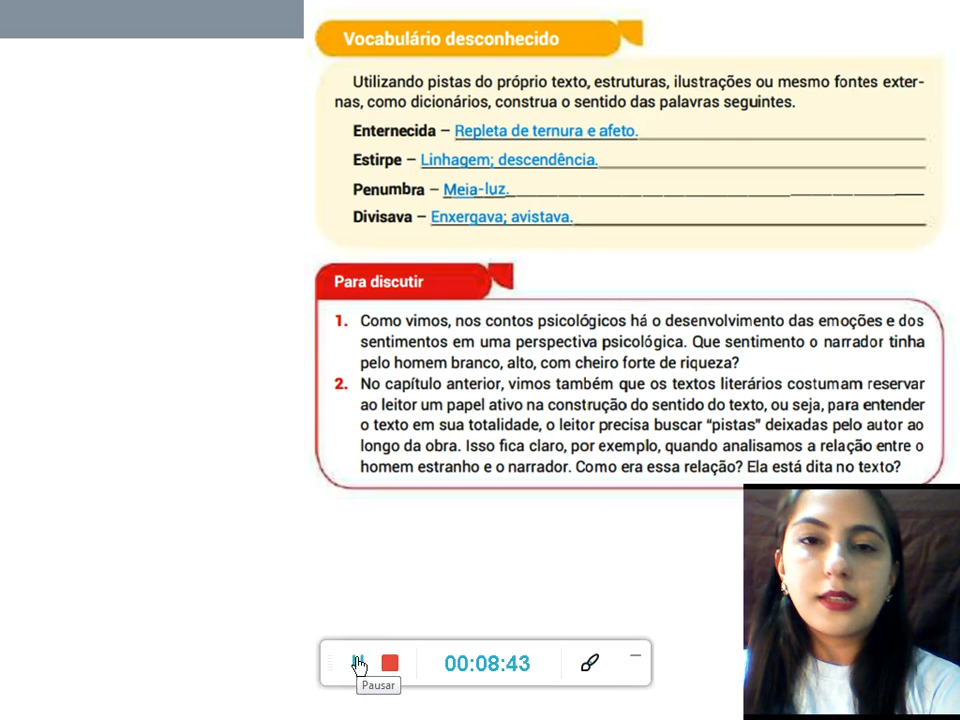 Vocabulário desconhecido
Utilizando pistas do próprio texto, estruturas, ilustrações ou mesmo fontes exter-
nas, como dicionários, construa o sentido das palavras seguintes.
Enternecida – Repleta de ternura e afeto.
Estirpe – Linhagem; descendência.
Penumbra – Meia-luz.
Divisava – Enxergava; avistava.
Para discutir
1. Como vimos, nos contos psicológicos há o desenvolvimento das emoções e dos
sentimentos em uma perspectiva psicológica. Que sentimento o narrador tinha
pelo homem branco, alto, com cheiro forte de riqueza?
2. No capítulo anterior, vimos também que os textos literários costumam reservar
ao leitor um papel ativo na construção do sentido do texto, ou seja, para entender
o texto em sua totalidade, o leitor precisa buscar “pistas” deixadas pelo autor ao
longo da obra. Isso fica claro, por exemplo, quando analisamos a relação entre o
homem estranho e o narrador. Como era essa relação? Ela está dita no texto?
00:08:43
Pausar